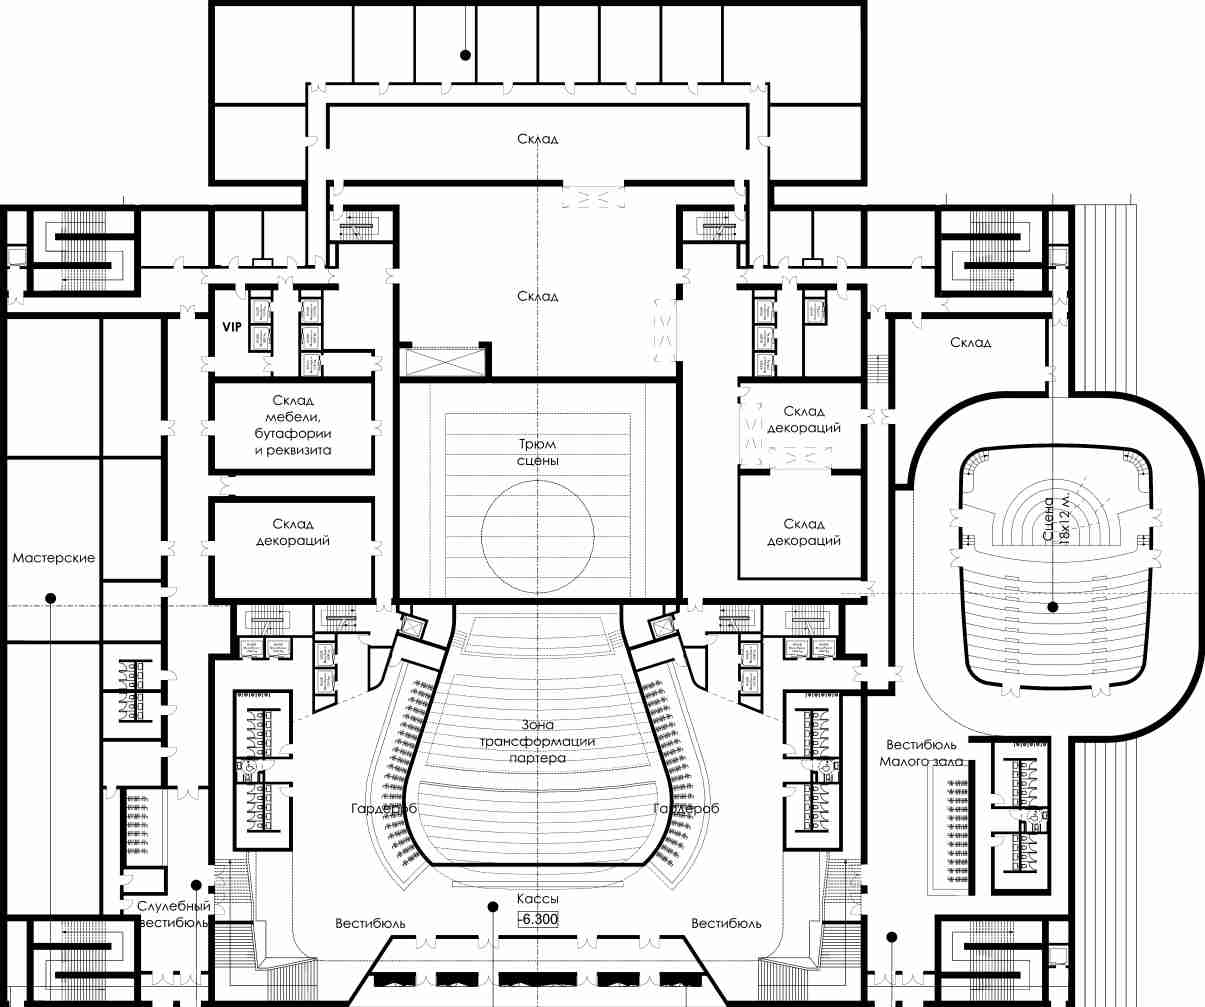 Склад
Склад
VIP
Склад
Склад
мебели,
бутафории
и реквизита
Склад
декораций
Трюм
сцены
Склад
декораций
Склад
декораций
Мастерские
Сцена
18х12 м.
Зона
трансформации
партера
Вестибюль
Малого зала
Гардероб
Гардероб
Кассы
-6.300
Слулебный
вестибюль
Вестибюль
Вестибюль